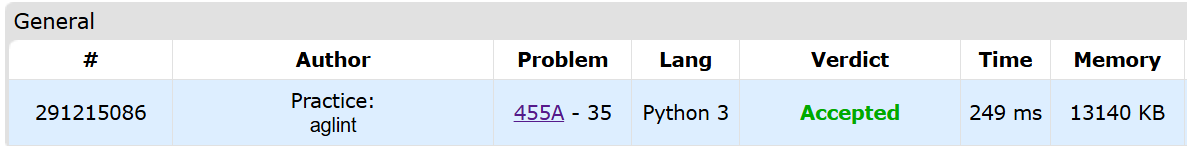 General
# Author Problem Lang Verdict Time Memory
291215086 Practice: aglint 455A - 35 Python 3 Accepted 249 ms 13140 KB